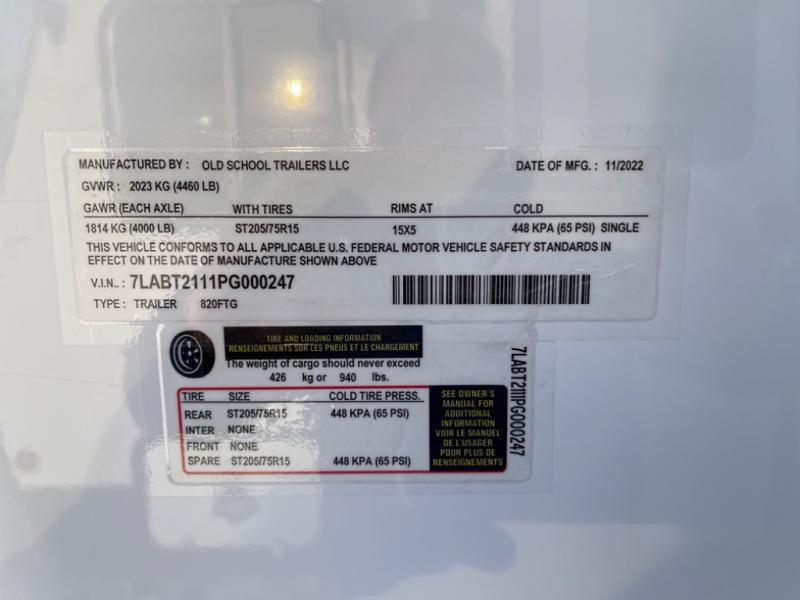 MANUFACTURED BY : OLD SCHOOL TRAILERS LLC DATE OF MFG. : 11/2022
GVWR : 2023 KG (4460 LB)
GAWR (EACH AXLE) WITH TIRES RIMS AT COLD
1814 KG (4000 LB) ST205/75R15 15X5 448 KPA (65 PSI) SINGLE
THIS VEHICLE CONFORMS TO ALL APPLICABLE U.S. FEDERAL MOTOR VEHICLE SAFETY STANDARDS IN
EFFECT ON THE DATE OF MANUFACTURE SHOWN ABOVE
V.I.N.. : 7LABT2111PG000247
TYPE : TRAILER 820FTG
TIRE AND LOADING INFORMATION
RENSEIGNEMENTS SUR LES PNEUS ET LE CHARGEMENT
The weight of cargo should never exceed
426 kg or 940 lbs.
TIRE SIZE COLD TIRE PRESS.
REAR ST205/75R15 448 KPA (65 PSI)
INTER NONE
FRONT NONE
SPARE ST205/75R15 448 KPA (65 PSI)
SEE OWNER'S
MANUAL FOR
ADDITIONAL
INFORMATION
VOIR LE MANUEL
DE L'USAGER
POUR PLUS DE
RENSEIGNEMENTS
7LABT2111PG000247